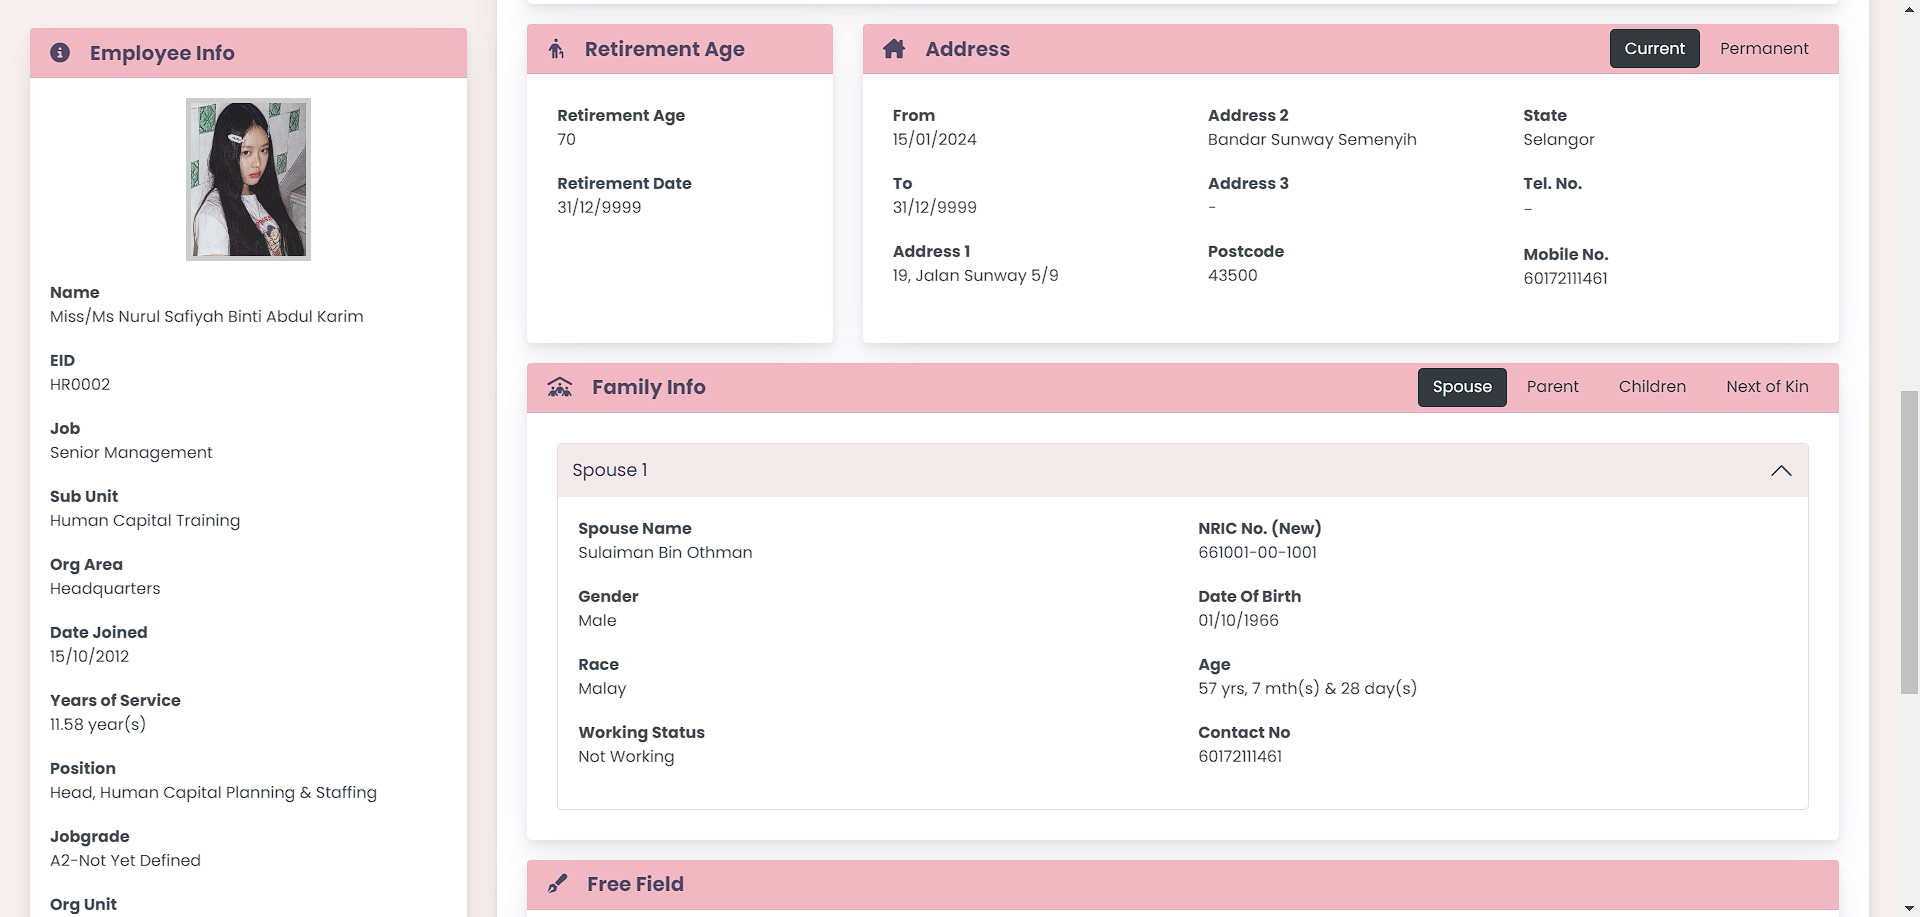 Employee Info
Name
Miss/Ms Nurul Safiyah Binti Abdul Karim
EID
HR0002
Job
Senior Management
Sub Unit
Human Capital Training
Org Area
Headquarters
Date Joined
15/10/2012
Years of Service
11.58 year(s)
Position
Head, Human Capital Planning & Staffing
Jobgrade
A2-Not Yet Defined
Org Unit
Retirement Age
Retirement Age
70
Retirement Date
31/12/9999
Address
Current
Permanent
From
15/01/2024
To
31/12/9999
Address 1
19, Jalan Sunway 5/9
Address 2
Bandar Sunway Semenyih
Address 3
-
Postcode
43500
State
Selangor
Tel. No.
-
Mobile No.
60172111461
Family Info
Spouse
Parent
Children
Next of Kin
Spouse 1
Spouse Name
Sulaiman Bin Othman
Gender
Male
Race
Malay
Working Status
Not Working
NRIC No. (New)
661001-00-1001
Date Of Birth
01/10/1966
Age
57 yrs, 7 mth(s) & 28 day(s)
Contact No
60172111461
Free Field